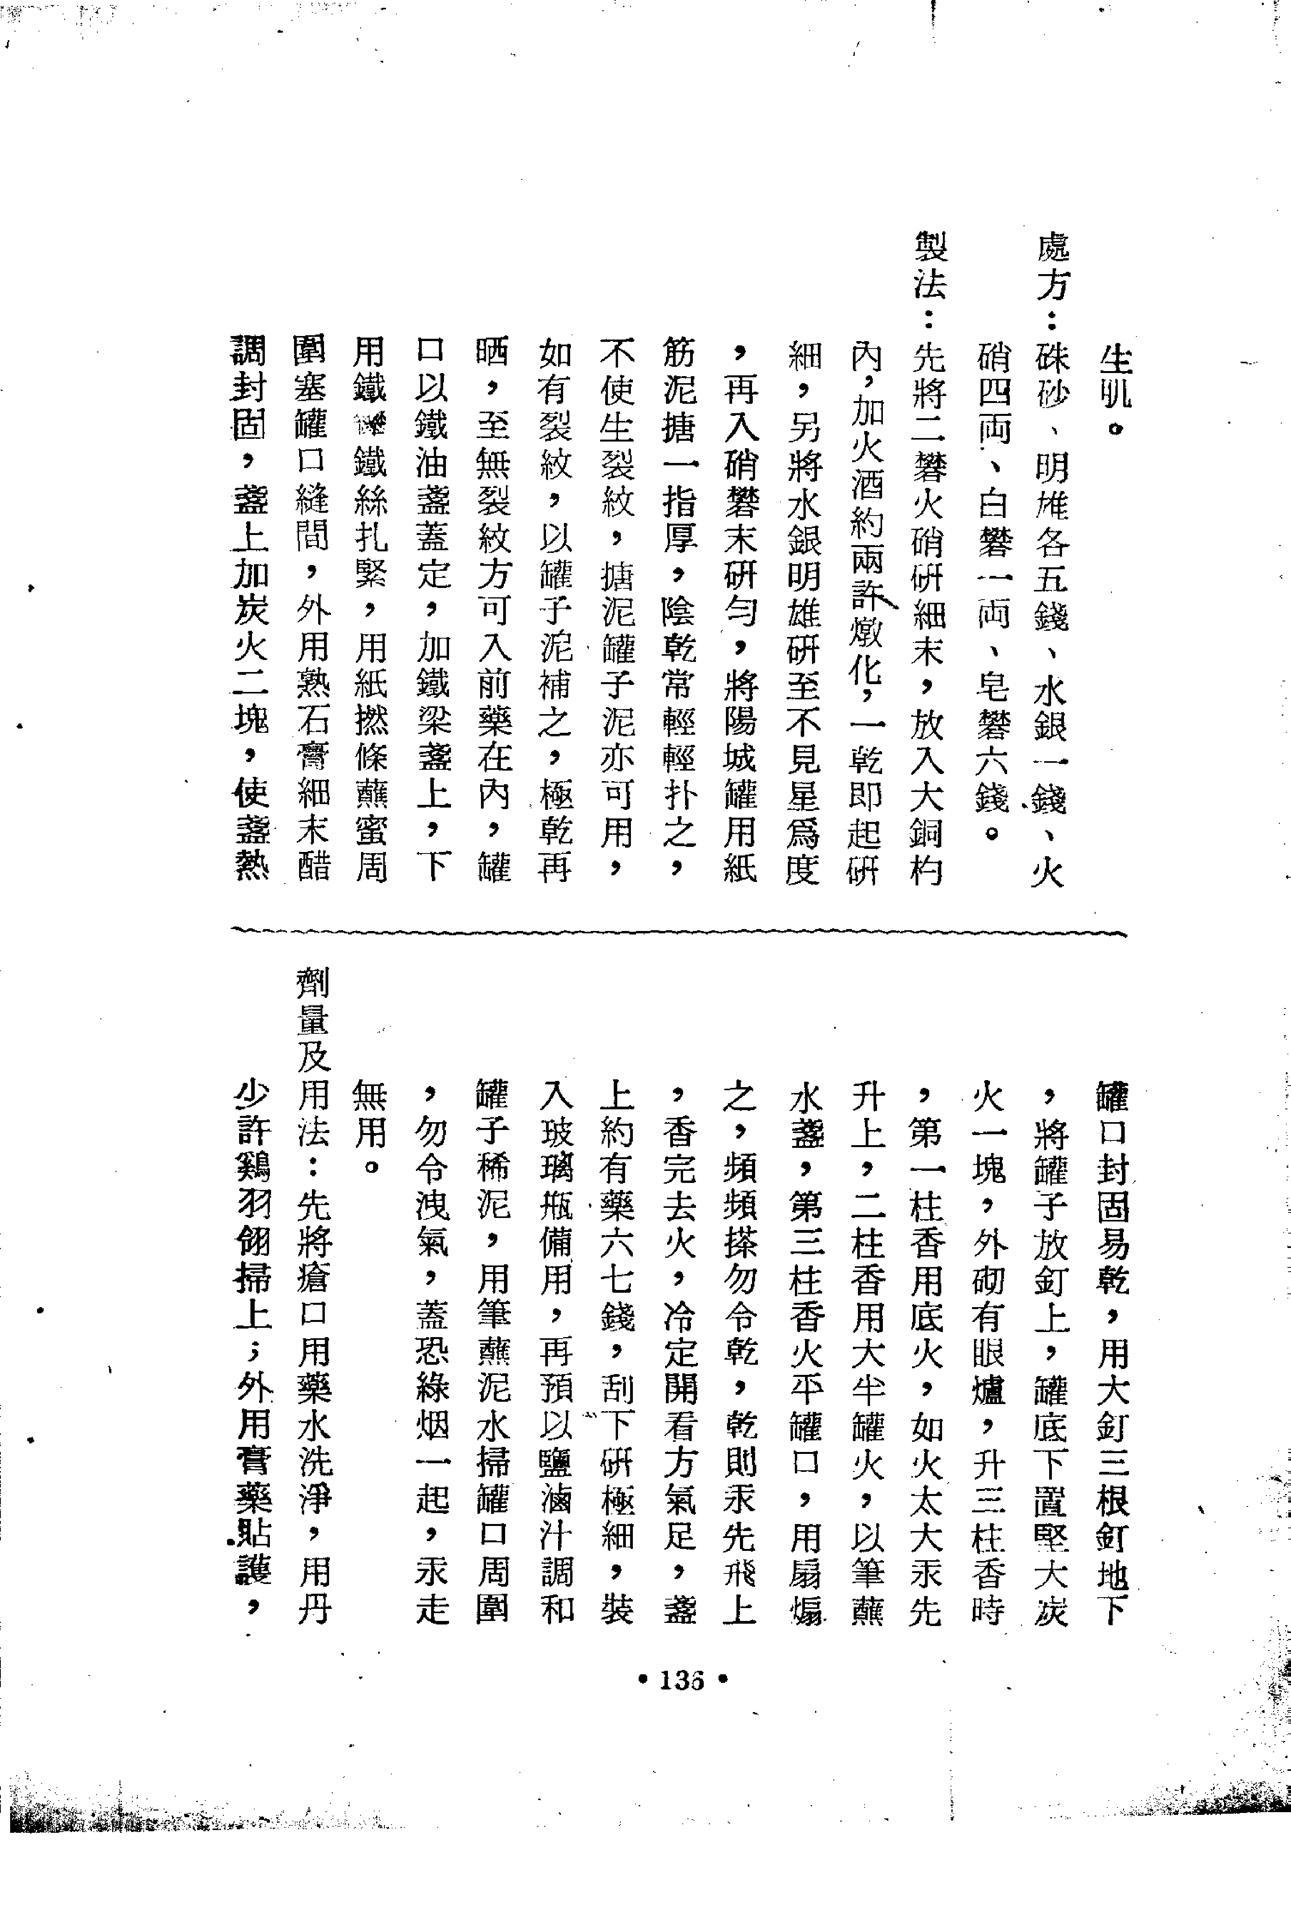 生肌。
處方：硃砂、明雄各五錢、水銀一錢、火
硝四両、白礬一両、皂礬六錢。
製法：先將二礬火硝研細末，放入大銅杓
內，加火酒約兩許燉化，一乾即起研
細，另將水銀明雄研至不見星爲度
，再入硝礬末研勻，將陽城罐用紙
筋泥搪一指厚，陰乾常輕輕扑之，
不使生裂紋，搪泥罐子泥亦可用，
如有裂紋，以罐子泥補之，極乾再
晒，至無裂紋方可入前藥在內，罐
口以鐵油盞蓋定，加鐵梁盞上，下
用鐵鐵絲扎緊，用紙撚條蘸蜜周
圍塞罐口縫間，外用熟石膏細末醋
調封固，盞上加炭火二塊，使盞熱
罐口封固易乾，用大釘三根釘地下
，將罐子放釘上，罐底下置堅大炭
火一塊，外砌有眼爐，升三柱香時
，第一柱香用底火，如火太大汞先
升上，二柱香用大半罐火，以筆蘸
水盞，第三柱香火平罐口，用扇煽
之，頻頻搽勿令乾，乾則汞先飛上
，香完去火，冷定開看方氣足，盞
上約有藥六七錢，刮下研極細，裝
入玻璃瓶備用，再預以鹽滷汁調和
罐子稀泥，用筆蘸泥水掃罐口周圍
，勿令洩氣，蓋恐綠烟一起，汞走
無用。
劑量及用法：先將瘡口用藥水洗淨，用丹
少許鷄羽翎掃上；外用膏藥貼護，
• 136 •